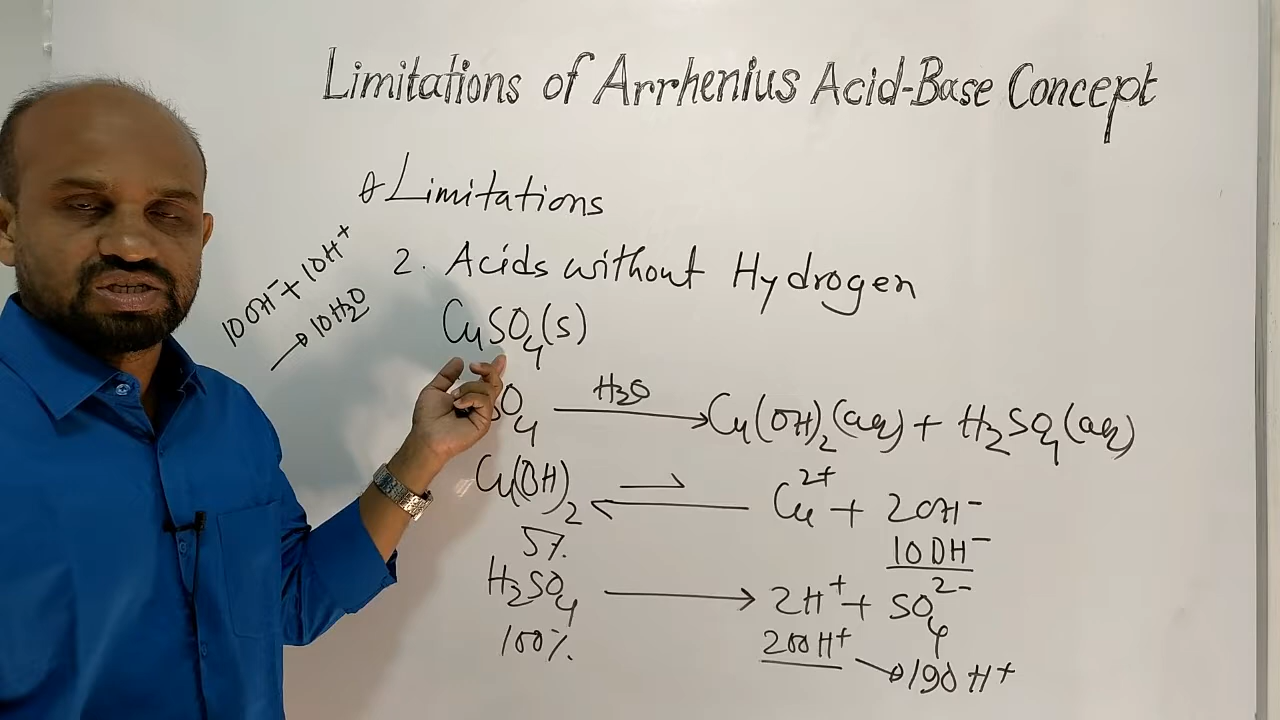 Limitations of Arrhenius Acid-Base Concept
Limitations
2. Acids without Hydrogen
10OH⁻ + 10H⁺
→ 10H₂O
CuSO₄(s)
SO₄ —H₂O→ Cu(OH)₂(aq) + H₂SO₄(aq)
Cu(OH)₂ ⇌ Cu²⁺ + 2OH⁻
5%
10OH⁻
H₂SO₄ → 2H⁺ + SO₄²⁻
100%
200H⁺ → 190H⁺